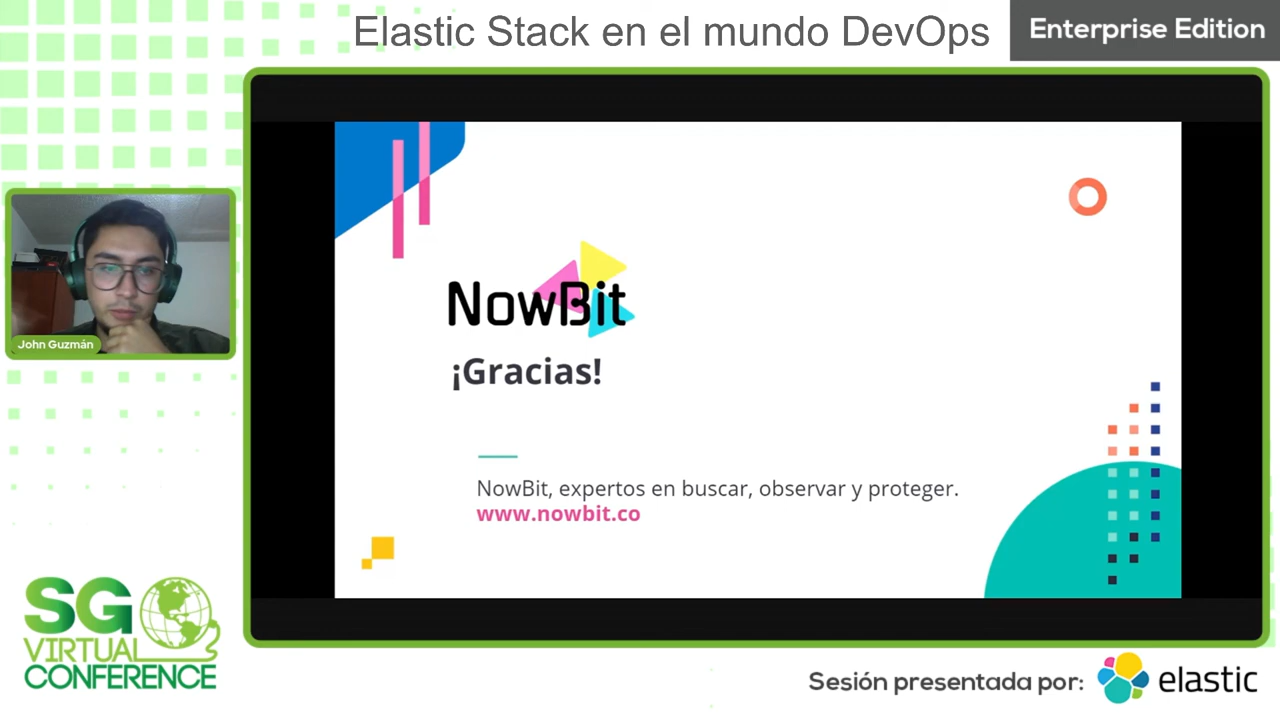 Elastic Stack en el mundo DevOps
Enterprise Edition
John Guzmán
NowBit
¡Gracias!
NowBit, expertos en buscar, observar y proteger.
www.nowbit.co
SG
VIRTUAL
CONFERENCE
Sesión presentada por: elastic